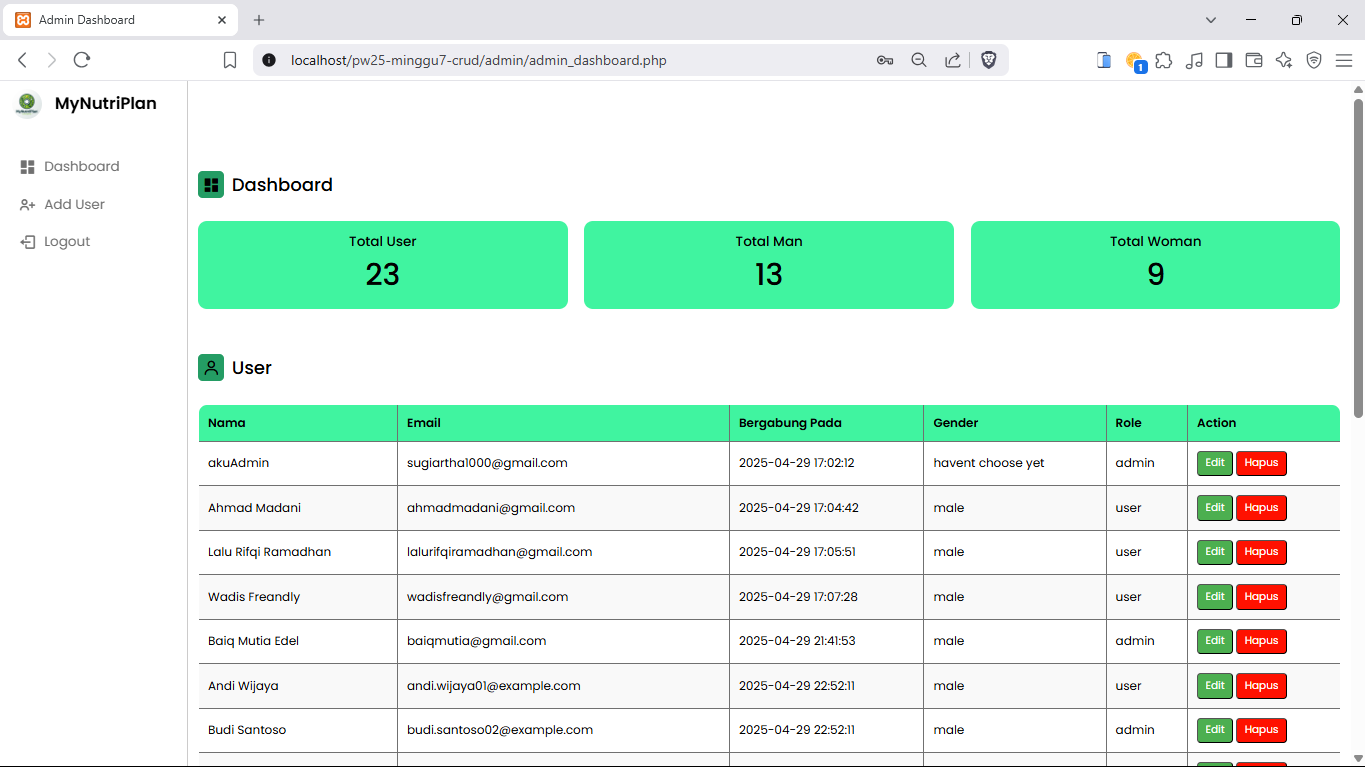 Admin Dashboard
localhost/pw25-minggu7-crud/admin/admin_dashboard.php
1
MyNutriPlan
Dashboard
Add User
Logout
Dashboard
Total User
23
Total Man
13
Total Woman
9
User
Nama Email Bergabung Pada Gender Role Action
akuAdmin sugiartha1000@gmail.com 2025-04-29 17:02:12 havent choose yet admin Edit Hapus
Ahmad Madani ahmadmadani@gmail.com 2025-04-29 17:04:42 male user Edit Hapus
Lalu Rifqi Ramadhan lalurifqiramadhan@gmail.com 2025-04-29 17:05:51 male user Edit Hapus
Wadis Freandly wadisfreandly@gmail.com 2025-04-29 17:07:28 male user Edit Hapus
Baiq Mutia Edel baiqmutia@gmail.com 2025-04-29 21:41:53 male admin Edit Hapus
Andi Wijaya andi.wijaya01@example.com 2025-04-29 22:52:11 male user Edit Hapus
Budi Santoso budi.santoso02@example.com 2025-04-29 22:52:11 male admin Edit Hapus